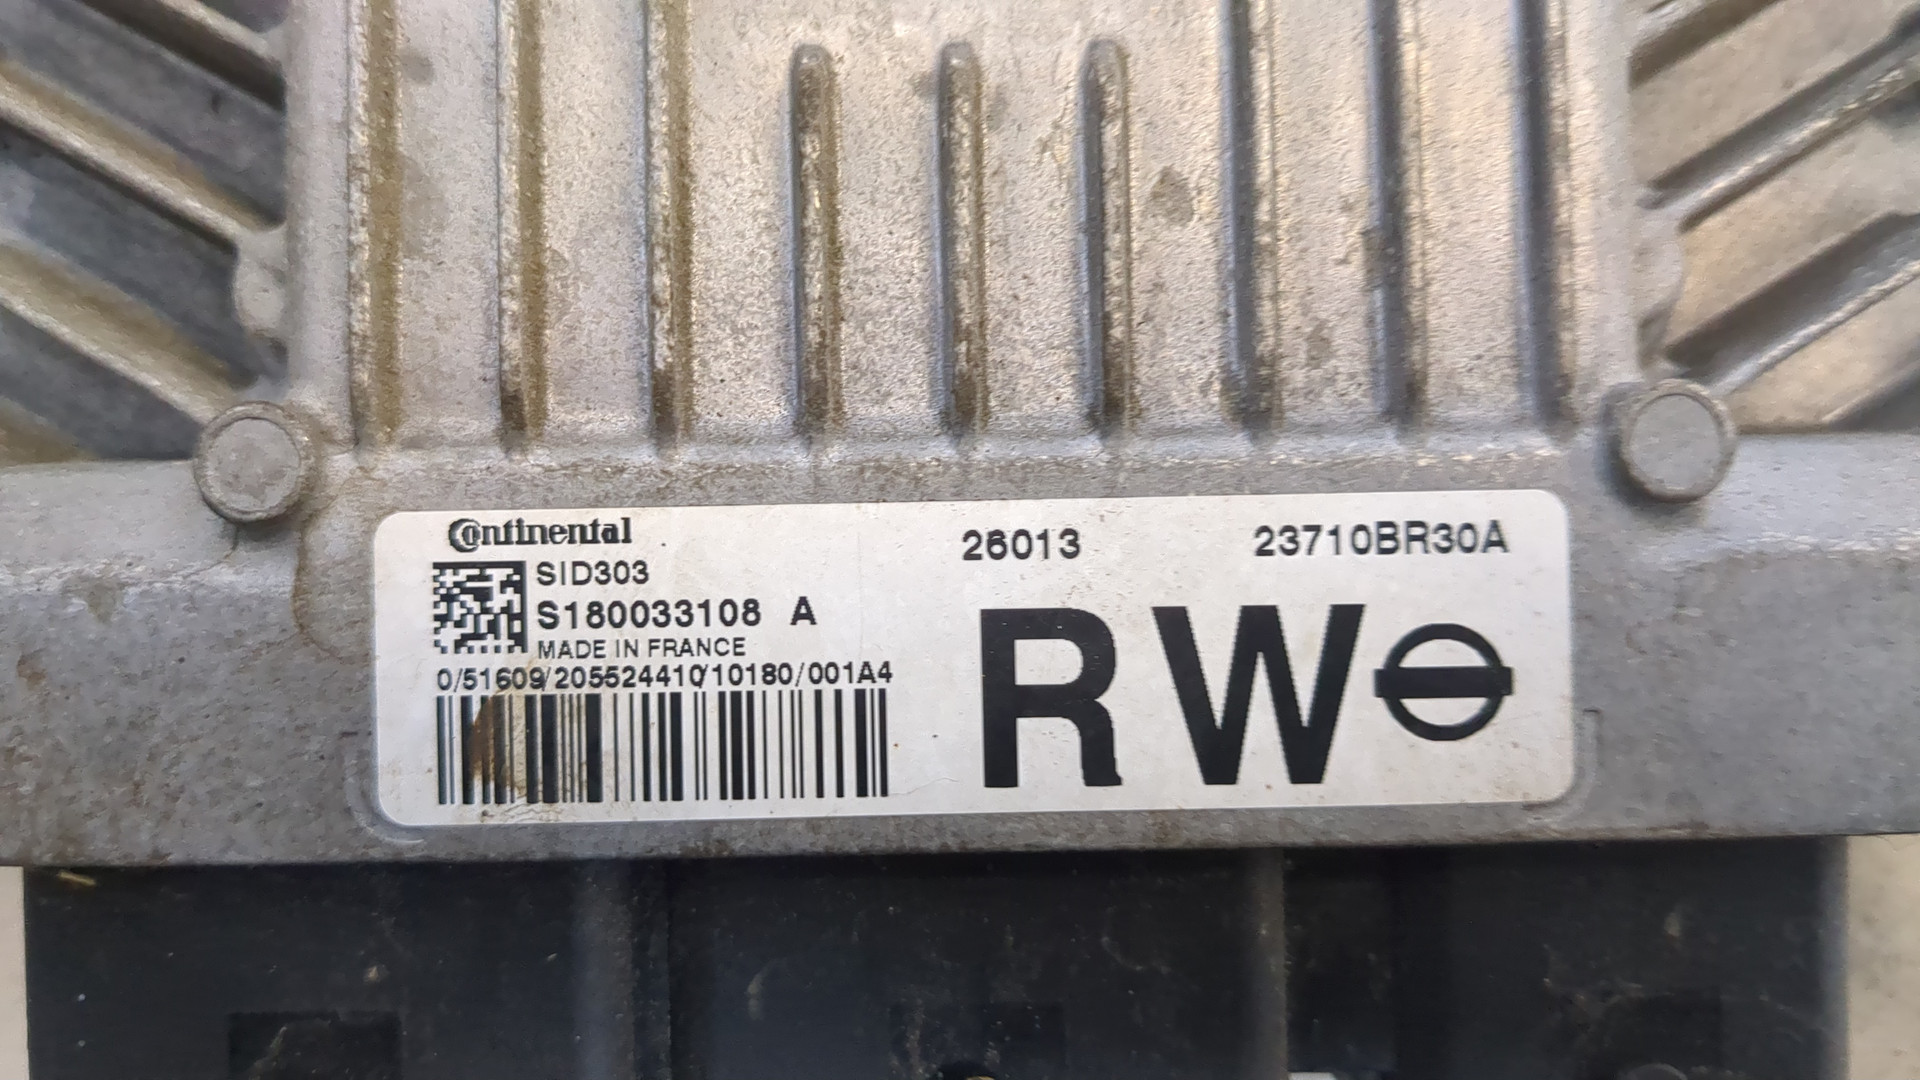 Continental
SID303
S180033108 A
MADE IN FRANCE
0/51609/205524410/10180/001A4
26013
23710BR30A
RW